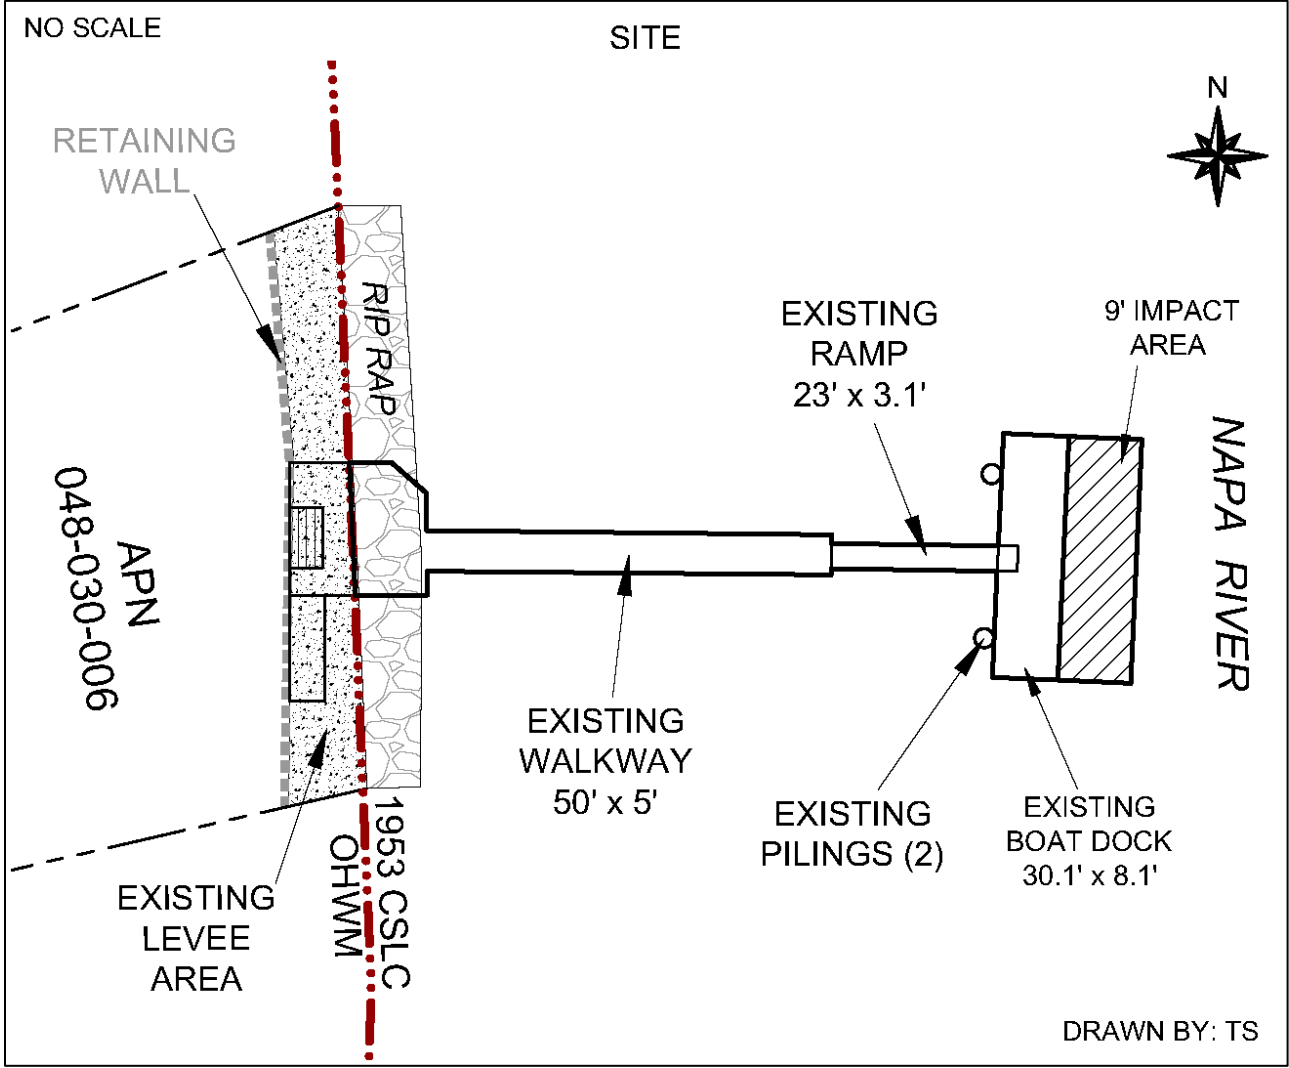 NO SCALE
SITE
N
RETAINING
WALL
RIP RAP
EXISTING
RAMP
23' x 3.1'
9' IMPACT
AREA
NAPA RIVER
APN
048-030-006
EXISTING
WALKWAY
50' x 5'
EXISTING
PILINGS (2)
EXISTING
BOAT DOCK
30.1' x 8.1'
1953 CSLC
OHWM
EXISTING
LEVEE
AREA
DRAWN BY: TS